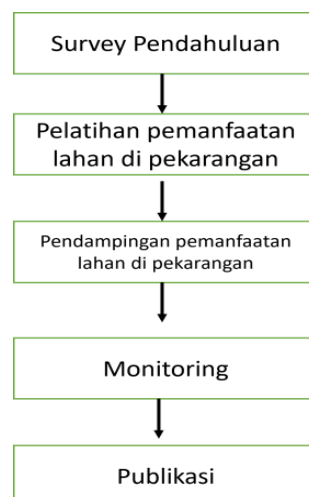 Survey Pendahuluan
Pelatihan pemanfaatan
lahan di pekarangan
Pendampingan pemanfaatan
lahan di pekarangan
Monitoring
Publikasi